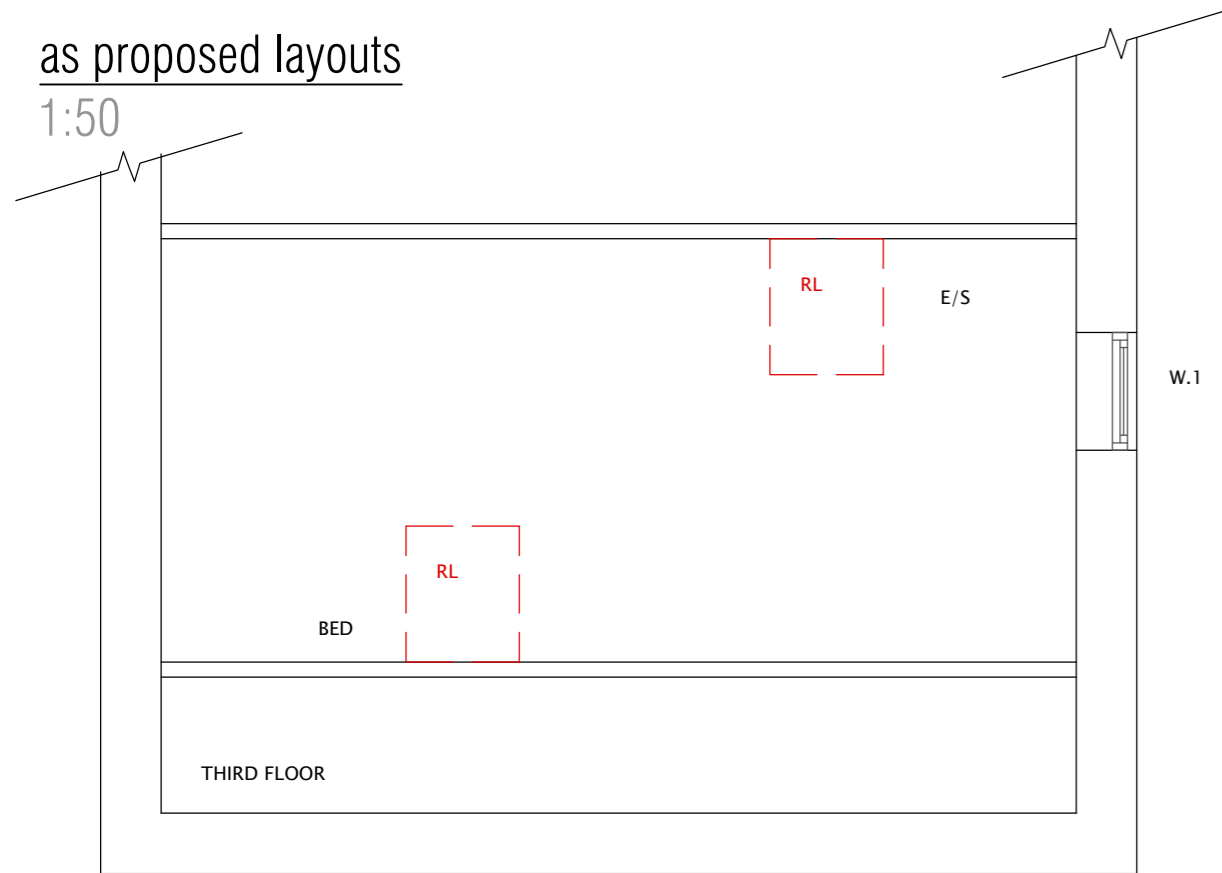 as proposed layouts
1:50
RL
E/S
W.1
RL
BED
THIRD FLOOR